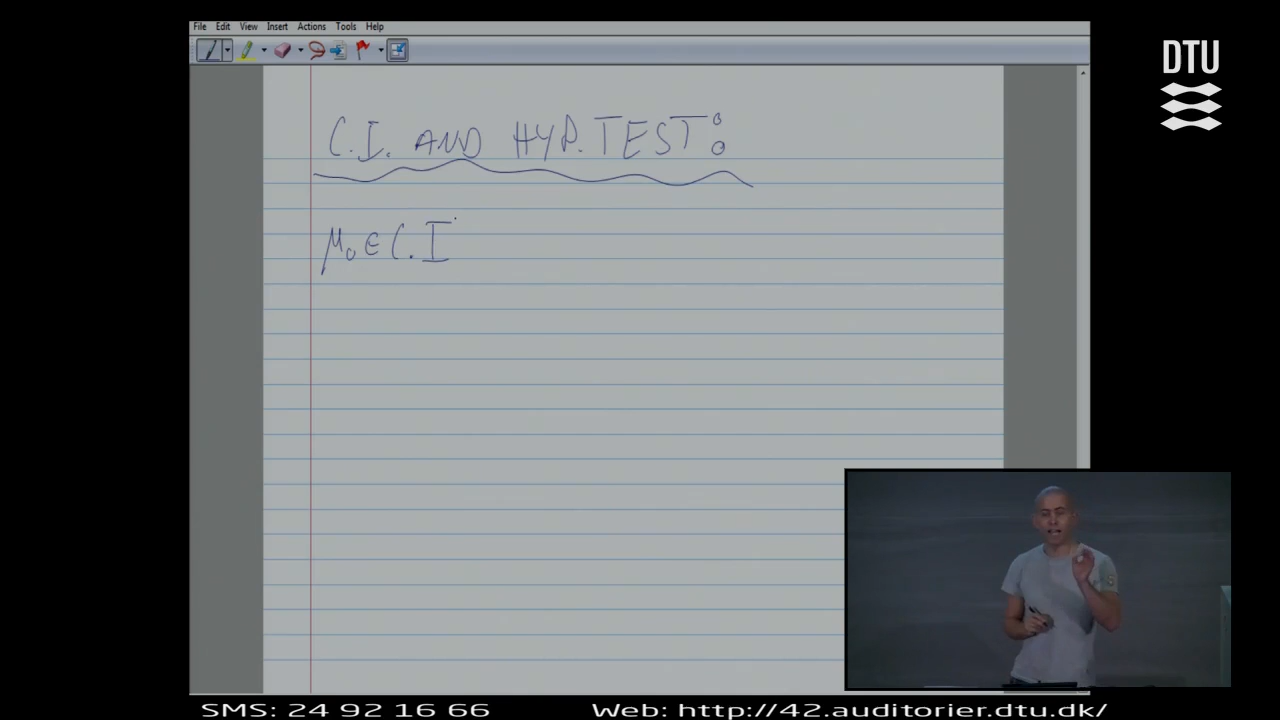 File Edit View Insert Actions Tools Help
DTU
C.I. AND HYP. TEST:
μ₀ ∈ C.I
SMS: 24 92 16 66 Web: http://42.auditorier.dtu.dk/